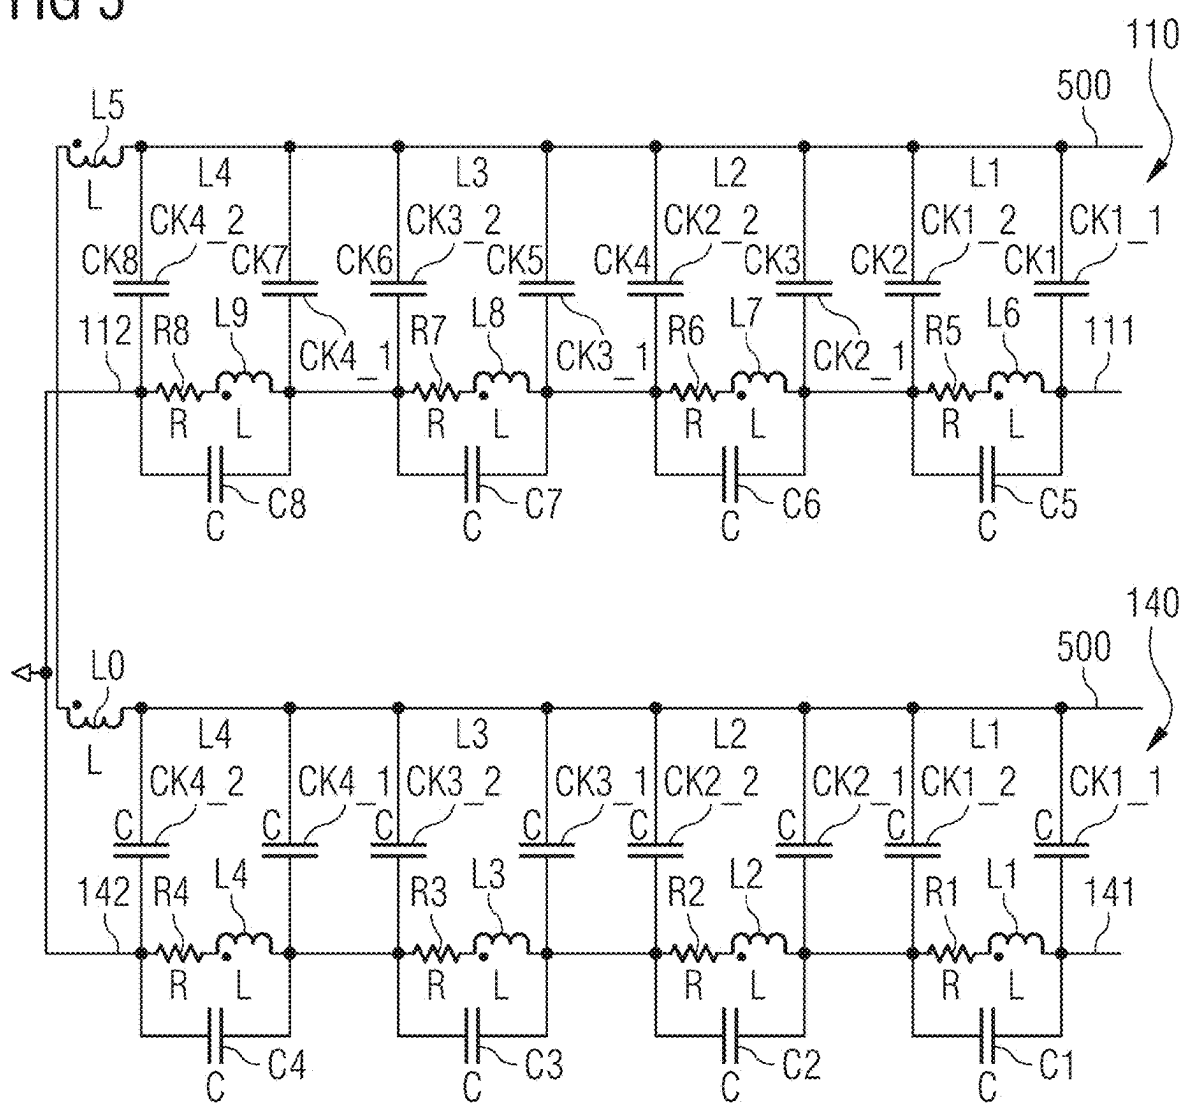 FIG 5
110
500
L5
L
L4
L3
L2
L1
CK4_2
CK3_2
CK2_2
CK1_2
CK1_1
CK8
CK7
CK6
CK5
CK4
CK3
CK2
CK1
112
R8
L9
CK4_1
R7
L8
CK3_1
R6
L7
CK2_1
R5
L6
111
R
L
R
L
R
L
R
L
C8
C7
C6
C5
C
C
C
C
140
500
L0
L
L4
L3
L2
L1
CK4_2
CK4_1
CK3_2
CK3_1
CK2_2
CK2_1
CK1_2
CK1_1
C
C
C
C
C
C
C
142
R4
L4
R3
L3
R2
L2
R1
L1
141
R
L
R
L
R
L
R
L
C4
C3
C2
C1
C
C
C
C